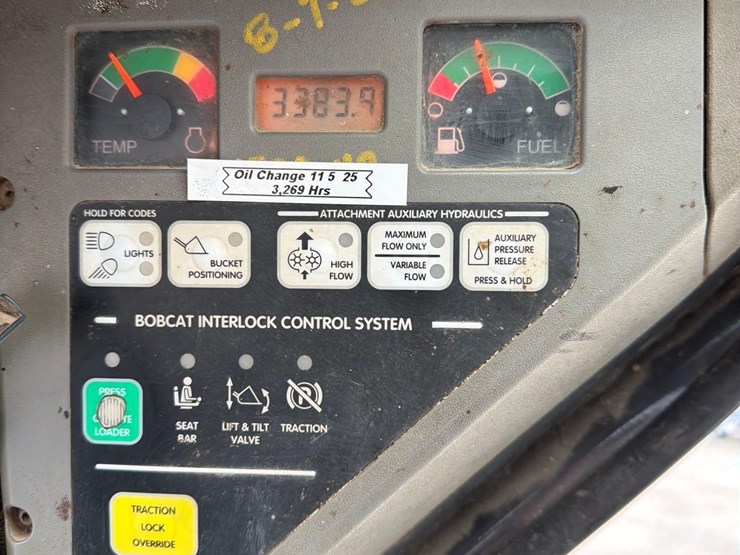 6-1-
3383.9
TEMP
FUEL
Oil Change 11 5 25
3,269 Hrs
HOLD FOR CODES
ATTACHMENT AUXILIARY HYDRAULICS
LIGHTS
BUCKET
POSITIONING
HIGH
FLOW
MAXIMUM
FLOW ONLY
VARIABLE
FLOW
AUXILIARY
PRESSURE
RELEASE
PRESS & HOLD
BOBCAT INTERLOCK CONTROL SYSTEM
PRESS
LOADER
SEAT
BAR
LIFT & TILT
VALVE
TRACTION
TRACTION
LOCK
OVERRIDE